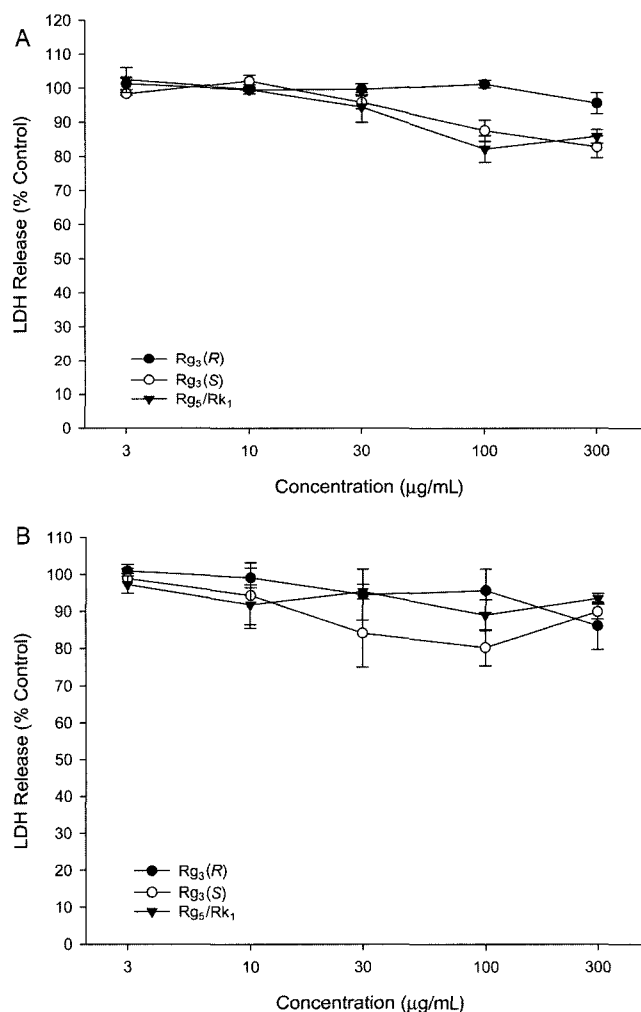 A
120
110
100
90
80
70
60
50
40
30
20
10
0
LDH Release (% Control)
Rg₃(R)
Rg₃(S)
Rg₅/Rk₁
3 10 30 100 300
Concentration (μg/mL)
B
110
100
90
80
70
60
50
40
30
20
10
0
LDH Release (% Control)
Rg₃(R)
Rg₃(S)
Rg₅/Rk₁
3 10 30 100 300
Concentration (μg/mL)